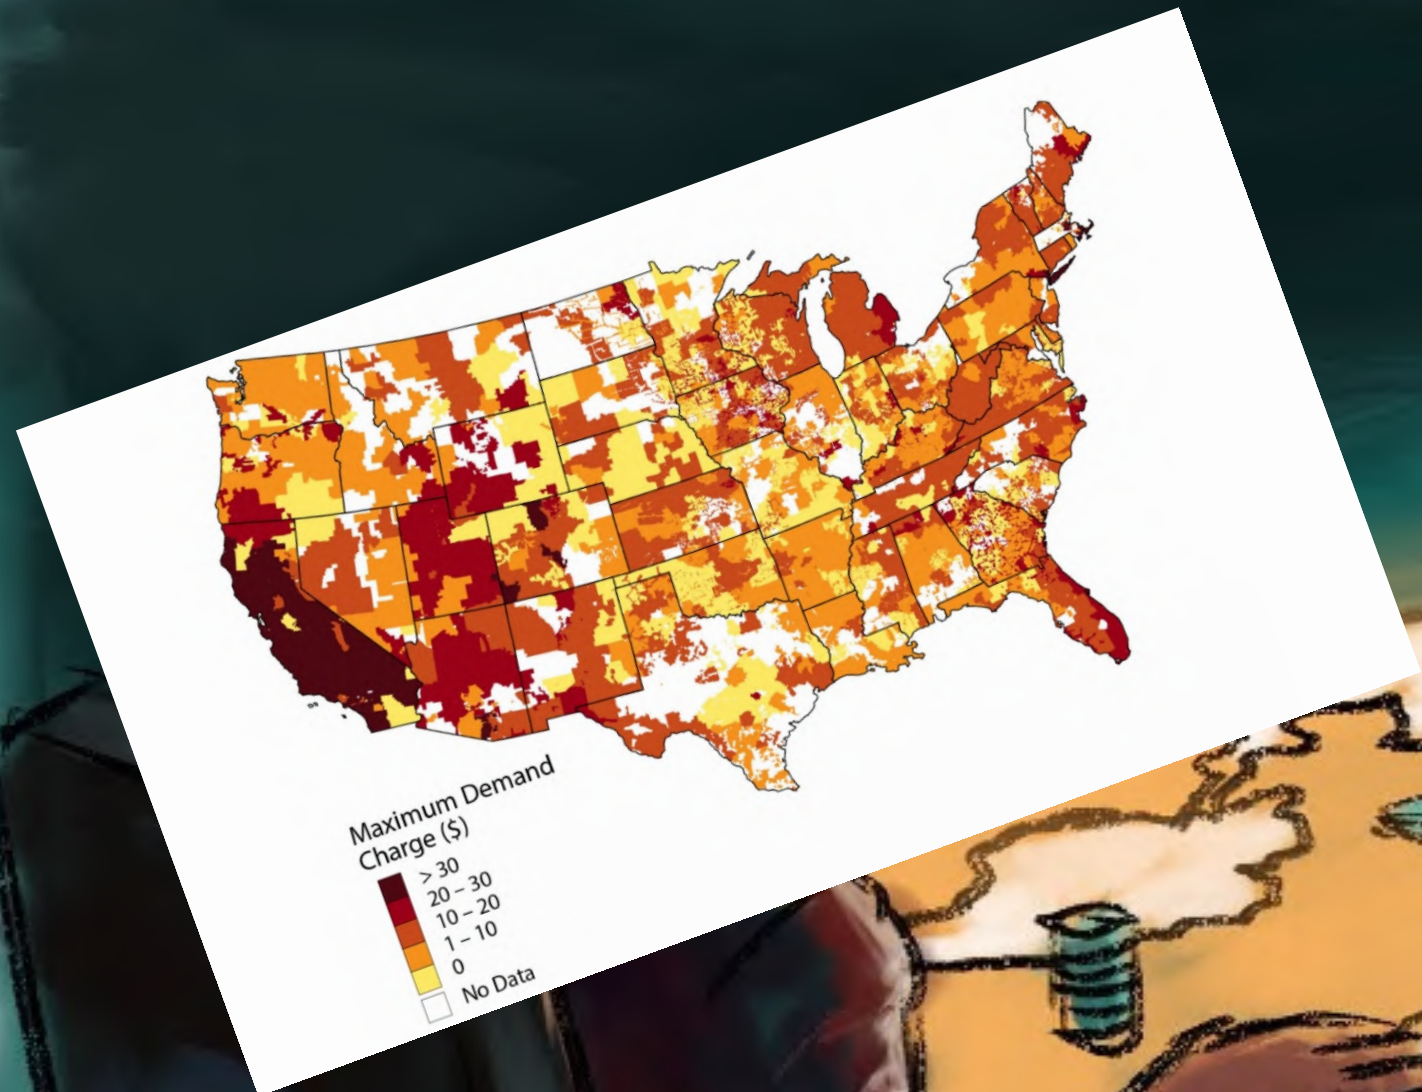 Maximum Demand
Charge ($)
> 30
20 – 30
10 – 20
1 – 10
0
No Data